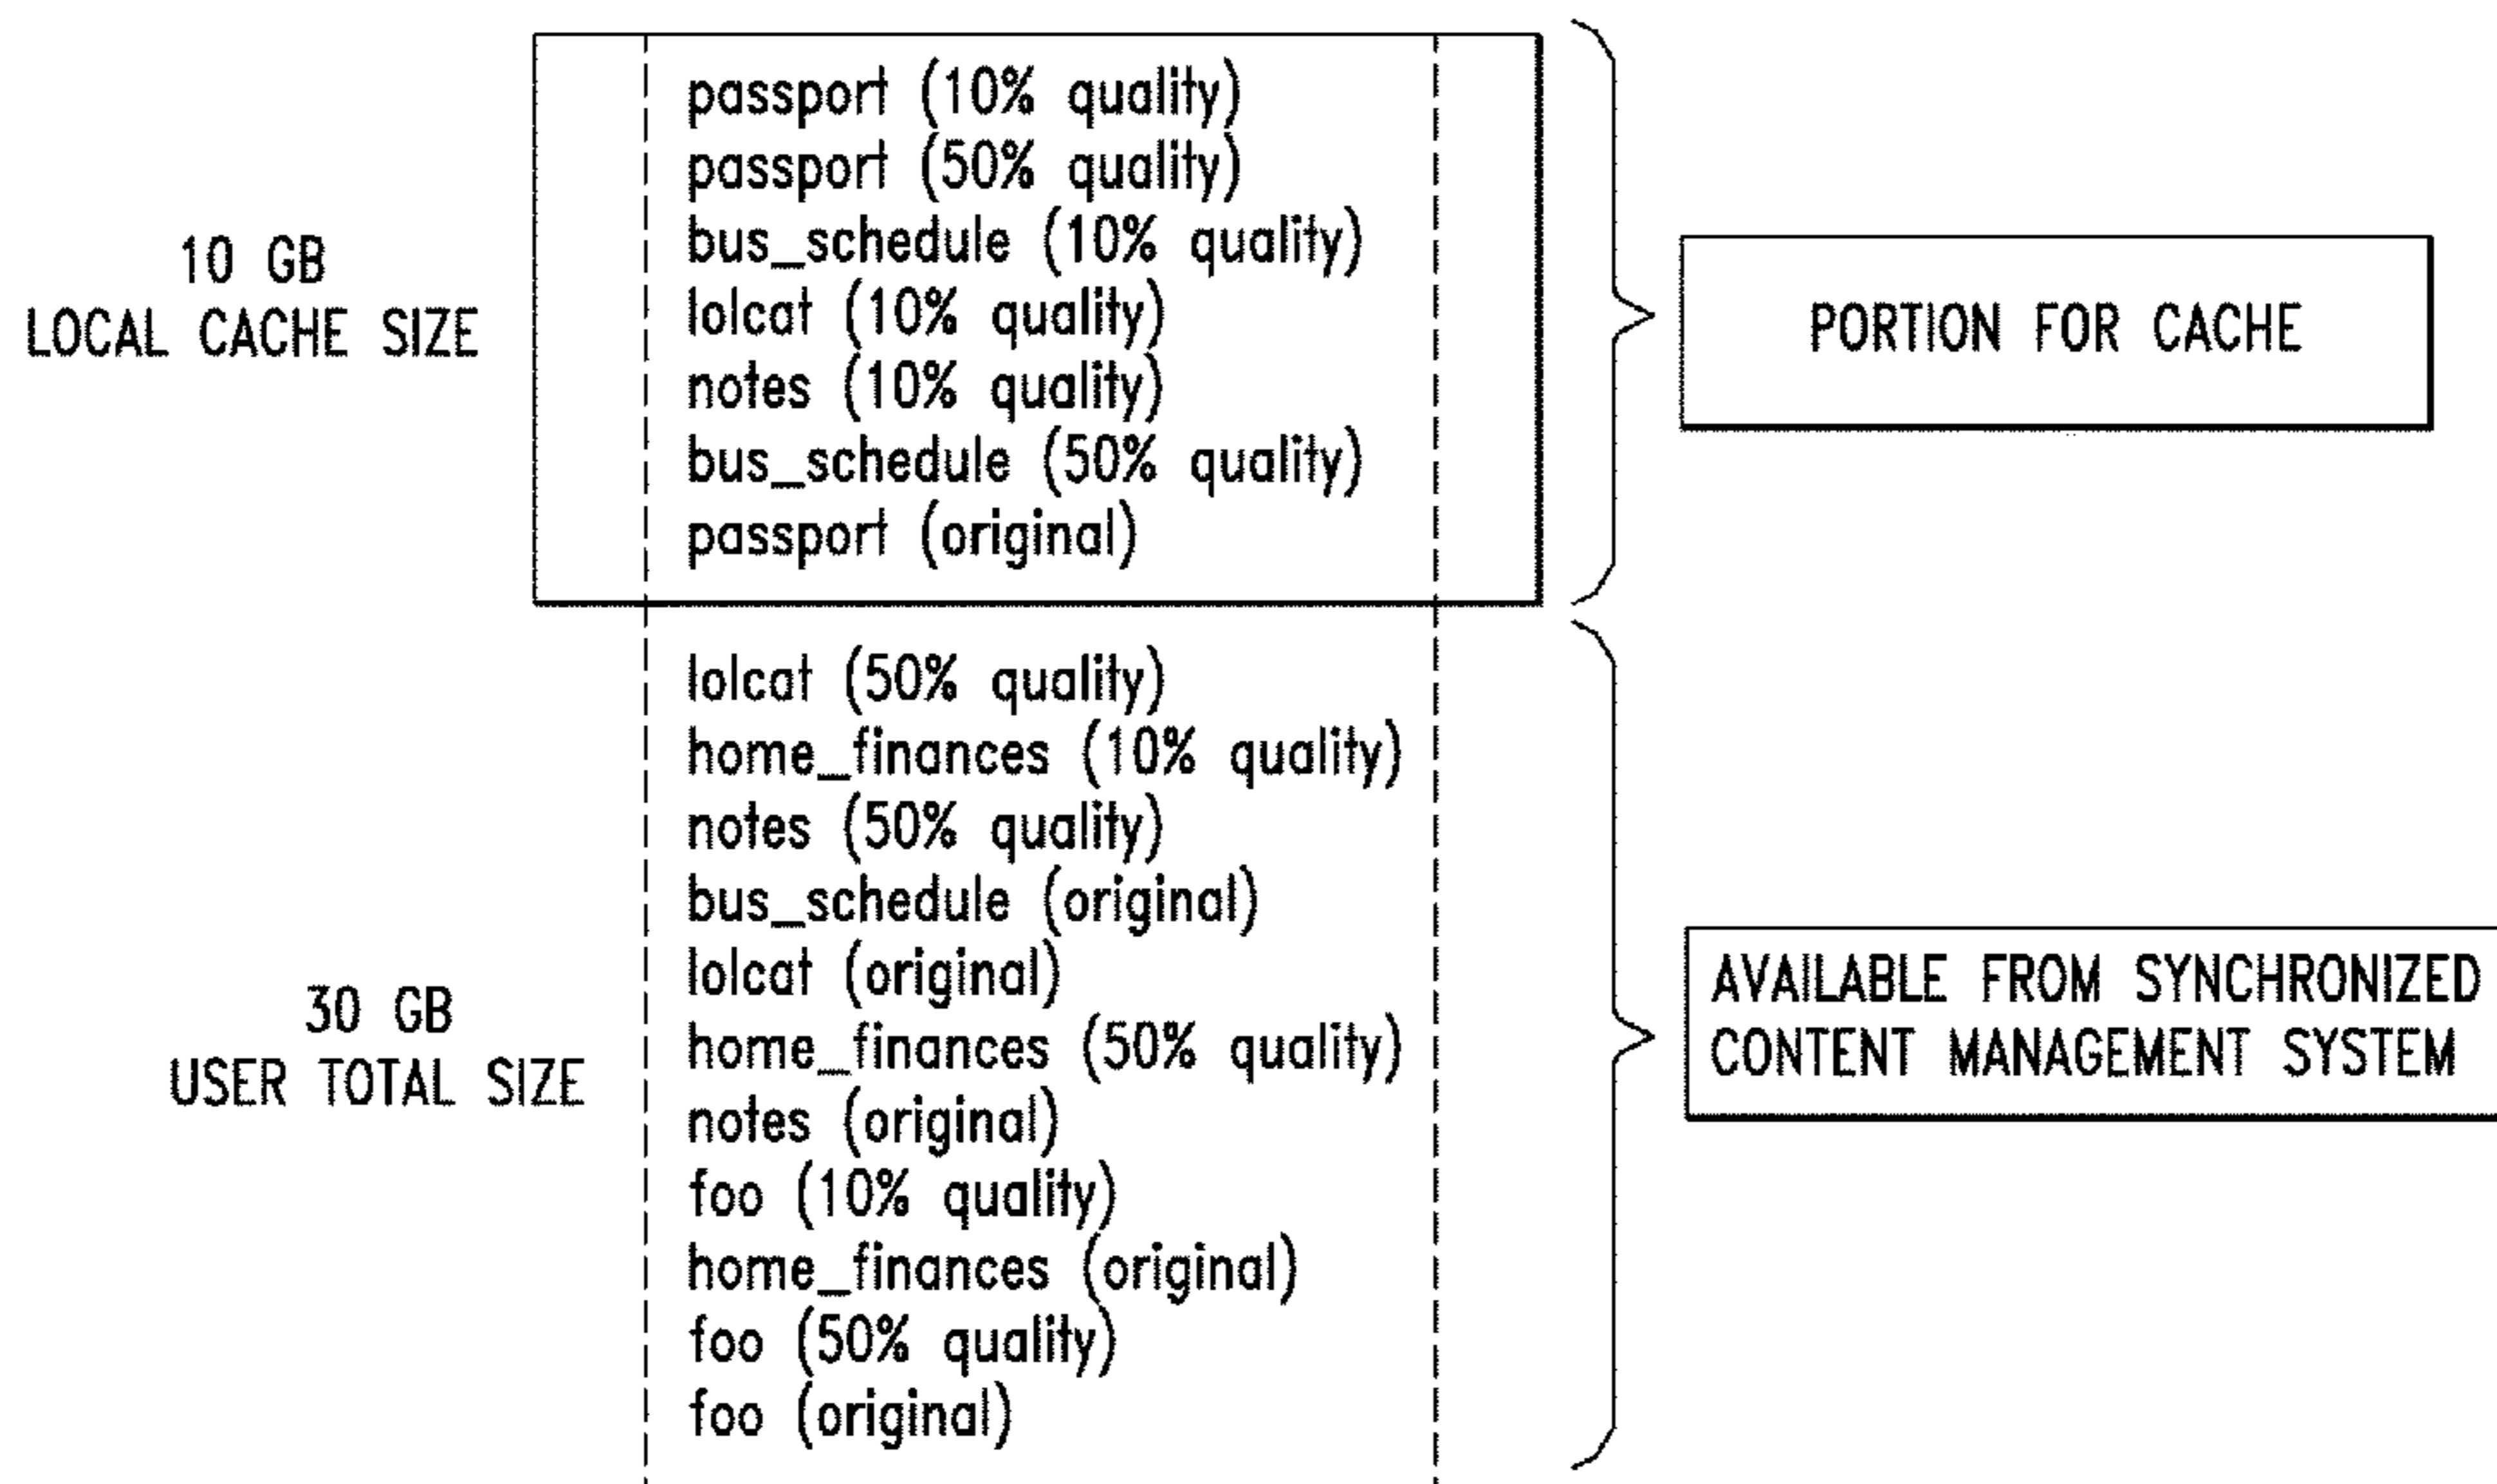 10 GB
LOCAL CACHE SIZE
passport (10% quality)
passport (50% quality)
bus_schedule (10% quality)
lolcat (10% quality)
notes (10% quality)
bus_schedule (50% quality)
passport (original)
PORTION FOR CACHE
30 GB
USER TOTAL SIZE
lolcat (50% quality)
home_finances (10% quality)
notes (50% quality)
bus_schedule (original)
lolcat (original)
home_finances (50% quality)
notes (original)
foo (10% quality)
home_finances (original)
foo (50% quality)
foo (original)
AVAILABLE FROM SYNCHRONIZED
CONTENT MANAGEMENT SYSTEM